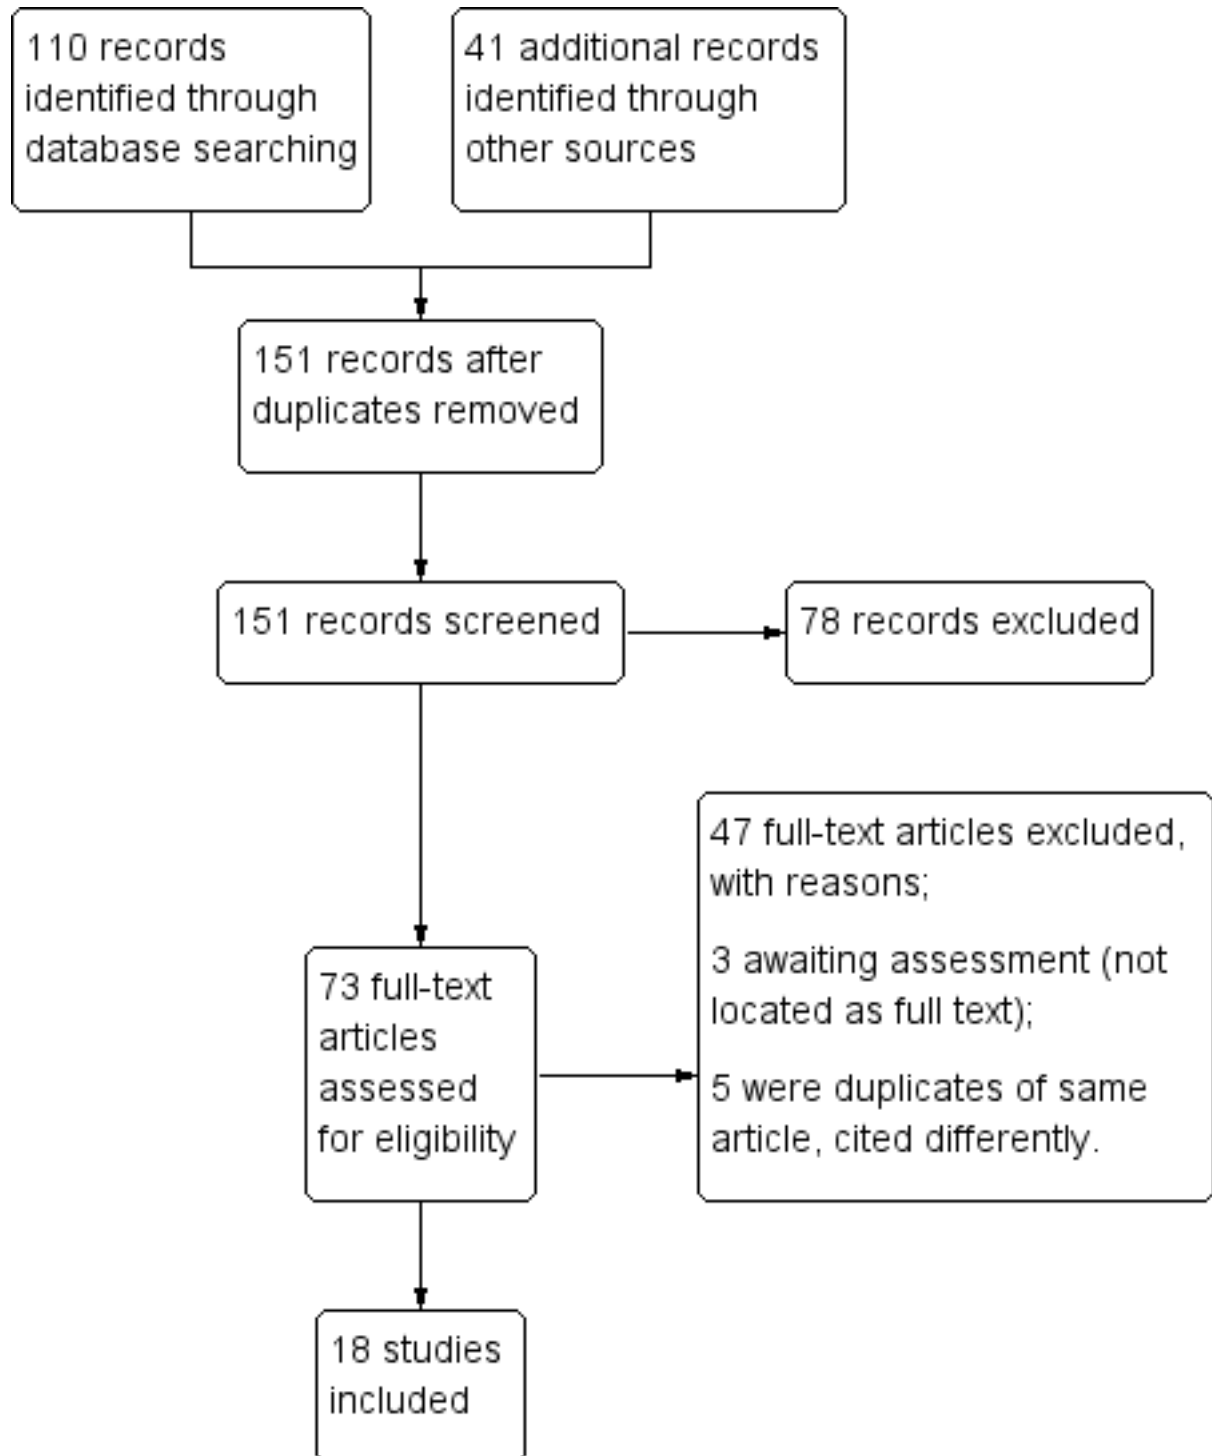 110 records
identified through
database searching
41 additional records
identified through
other sources
151 records after
duplicates removed
151 records screened
78 records excluded
47 full-text articles excluded,
with reasons;
3 awaiting assessment (not
located as full text);
5 were duplicates of same
article, cited differently.
73 full-text
articles
assessed
for eligibility
18 studies
included